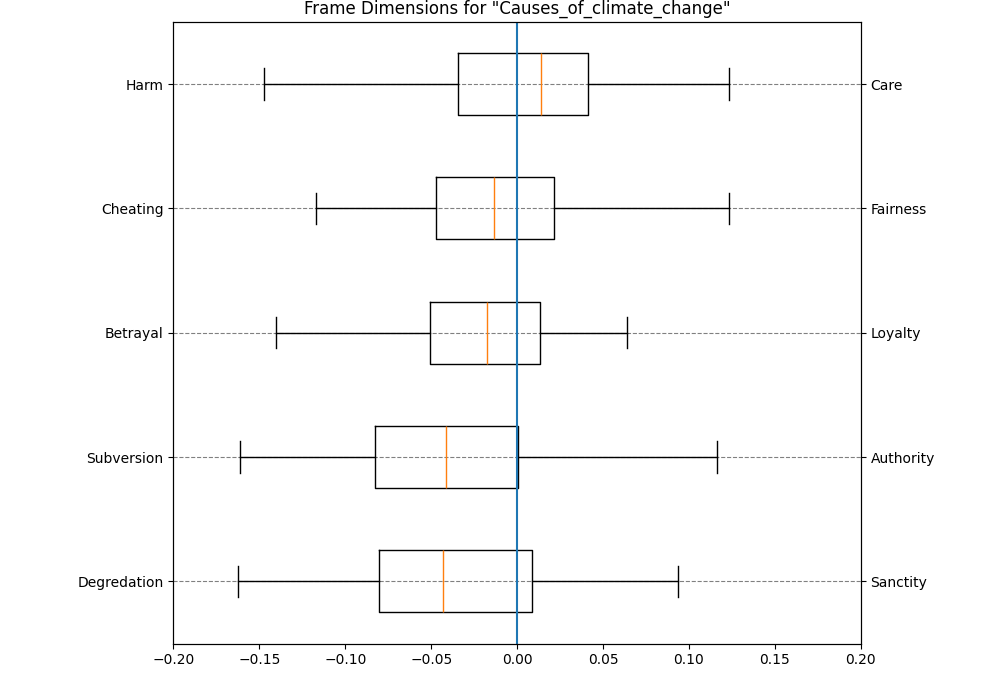 Frame Dimensions for "Causes_of_climate_change"
Harm Care
Cheating Fairness
Betrayal Loyalty
Subversion Authority
Degredation Sanctity
−0.20 −0.15 −0.10 −0.05 0.00 0.05 0.10 0.15 0.20